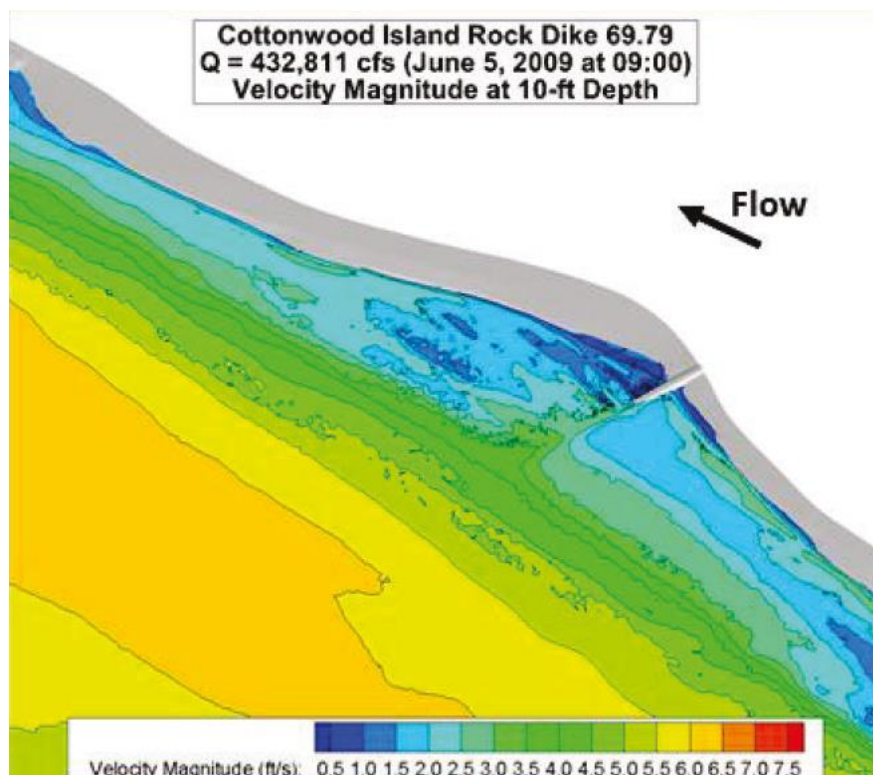 Cottonwood Island Rock Dike 69.79
Q = 432,811 cfs (June 5, 2009 at 09:00)
Velocity Magnitude at 10-ft Depth
Flow
Velocity Magnitude (ft/s): 0.5 1.0 1.5 2.0 2.5 3.0 3.5 4.0 4.5 5.0 5.5 6.0 6.5 7.0 7.5